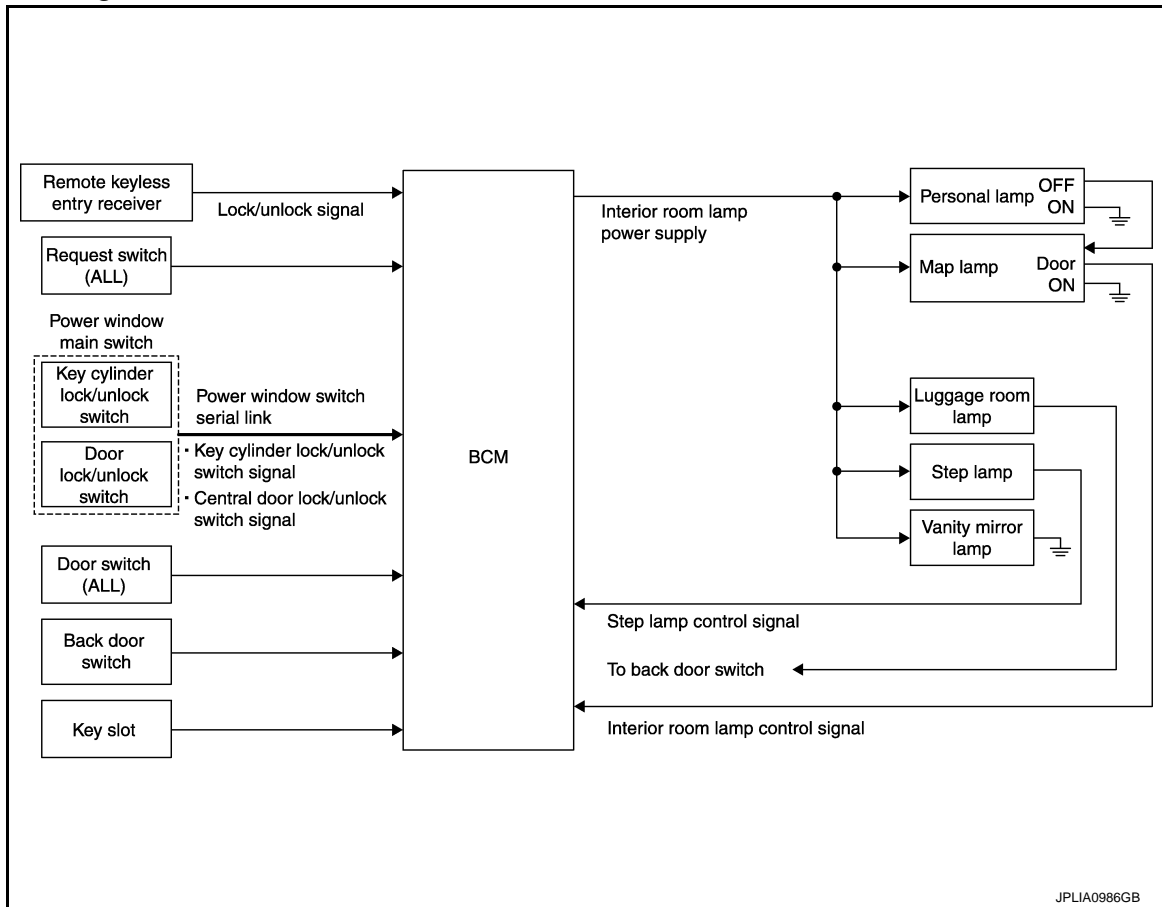 Remote keyless
entry receiver
Lock/unlock signal
Request switch
(ALL)
Power window
main switch
Key cylinder
lock/unlock
switch
Door
lock/unlock
switch
Power window switch
serial link
· Key cylinder lock/unlock
switch signal
· Central door lock/unlock
switch signal
Door switch
(ALL)
Back door
switch
Key slot
BCM
Interior room lamp
power supply
Personal lamp
OFF
ON
Map lamp
Door
ON
Luggage room
lamp
Step lamp
Vanity mirror
lamp
Step lamp control signal
To back door switch
Interior room lamp control signal
JPLIA0986GB